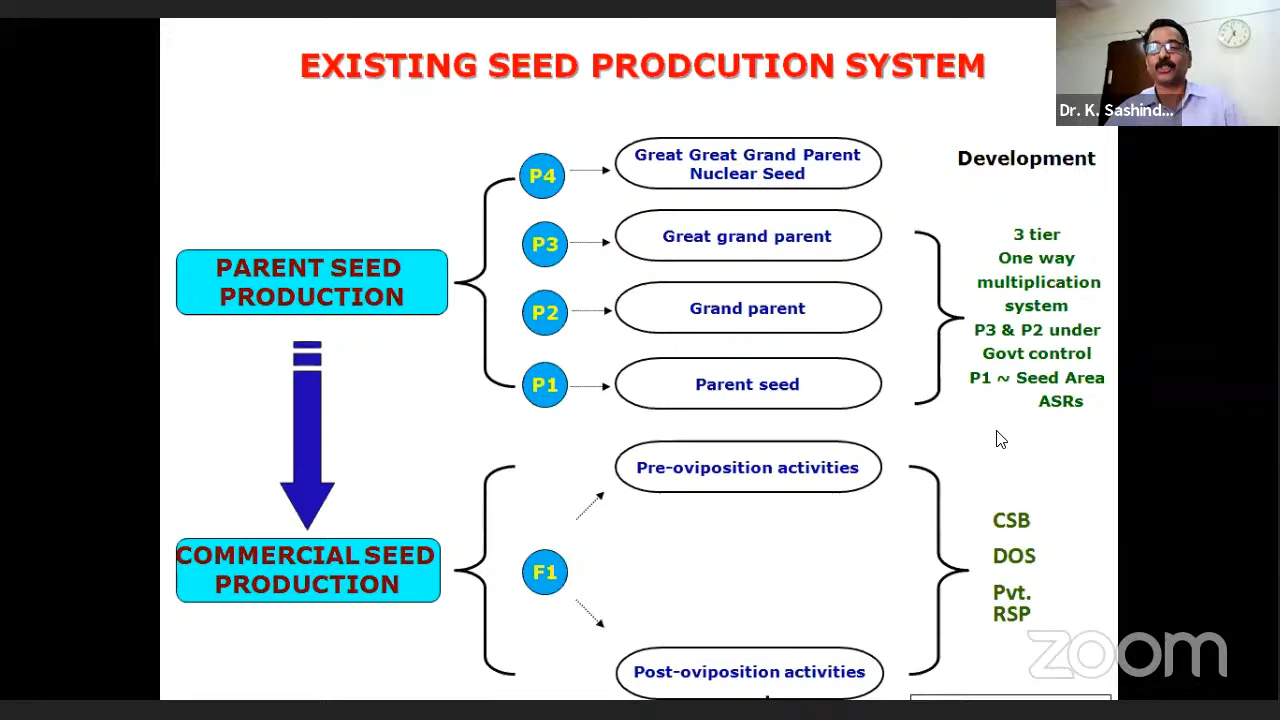 EXISTING SEED PRODCUTION SYSTEM
Dr. K. Sashind...
Development
P4
Great Great Grand Parent
Nuclear Seed
P3
Great grand parent
P2
Grand parent
P1
Parent seed
PARENT SEED
PRODUCTION
3 tier
One way
multiplication
system
P3 & P2 under
Govt control
P1 ~ Seed Area
ASRs
Pre-oviposition activities
COMMERCIAL SEED
PRODUCTION
F1
CSB
DOS
Pvt.
RSP
Post-oviposition activities
zoom